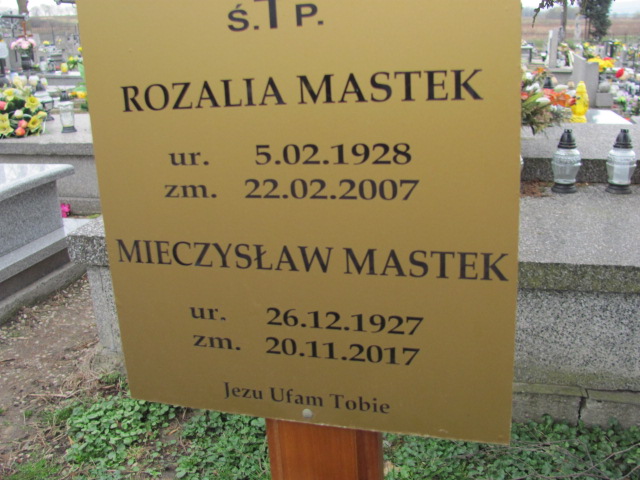 Ś.†P.
ROZALIA MASTEK
ur. 5.02.1928
zm. 22.02.2007
MIECZYSŁAW MASTEK
ur. 26.12.1927
zm. 20.11.2017
Jezu Ufam Tobie